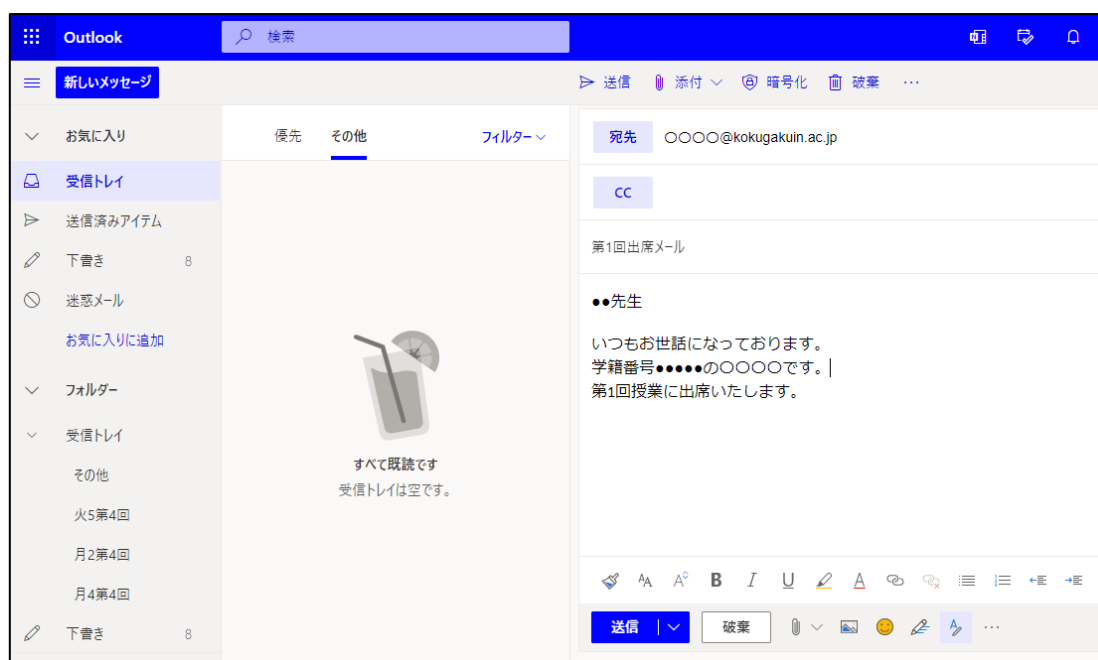 Outlook
検索
新しいメッセージ
送信
添付
暗号化
破棄
...
お気に入り
受信トレイ
送信済みアイテム
下書き 8
迷惑メール
お気に入りに追加
フォルダー
受信トレイ
その他
火5第4回
月2第4回
月4第4回
下書き 8
優先
その他
フィルター
すべて既読です
受信トレイは空です。
宛先 〇〇〇〇@kokugakuin.ac.jp
CC
第1回出席メール
●●先生
いつもお世話になっております。
学籍番号●●●●●の〇〇〇〇です。
第1回授業に出席いたします。
B I U A
送信
破棄
...